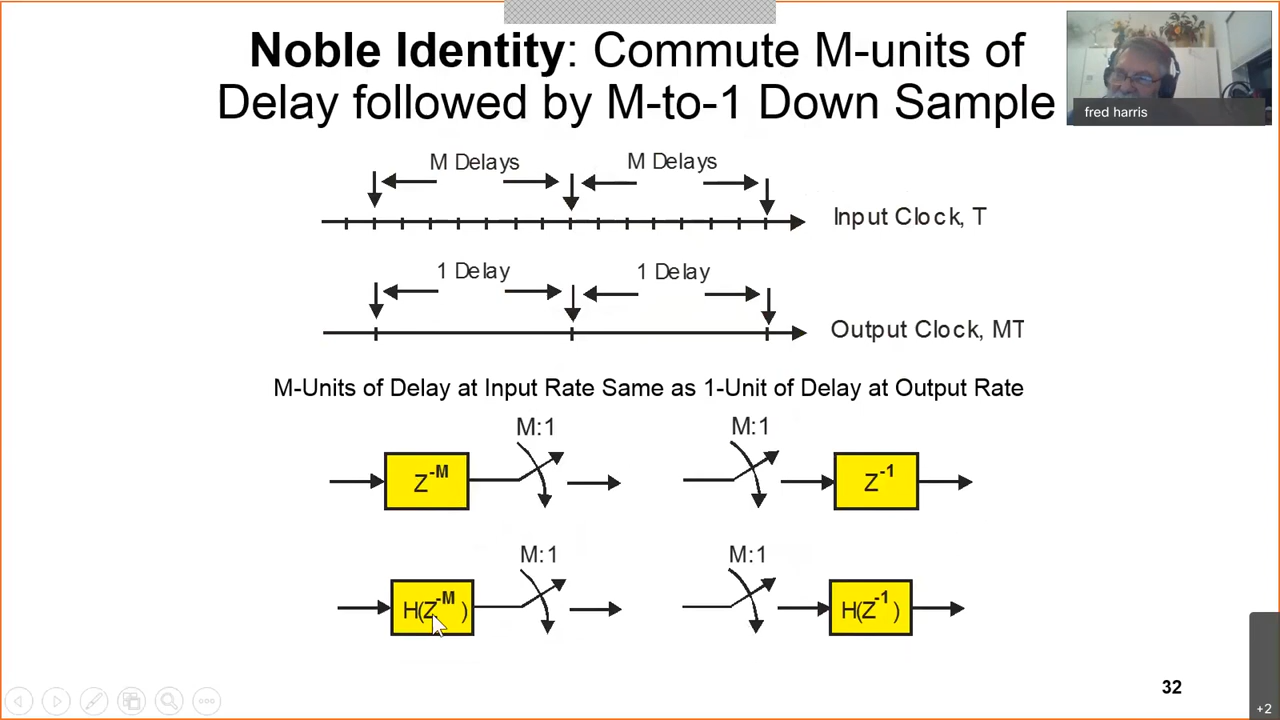 Noble Identity: Commute M-units of
Delay followed by M-to-1 Down Sample
fred harris
M Delays M Delays
Input Clock, T
1 Delay 1 Delay
Output Clock, MT
M-Units of Delay at Input Rate Same as 1-Unit of Delay at Output Rate
M:1 M:1
Z-M Z-1
M:1 M:1
H(Z-M) H(Z-1)
32
+2